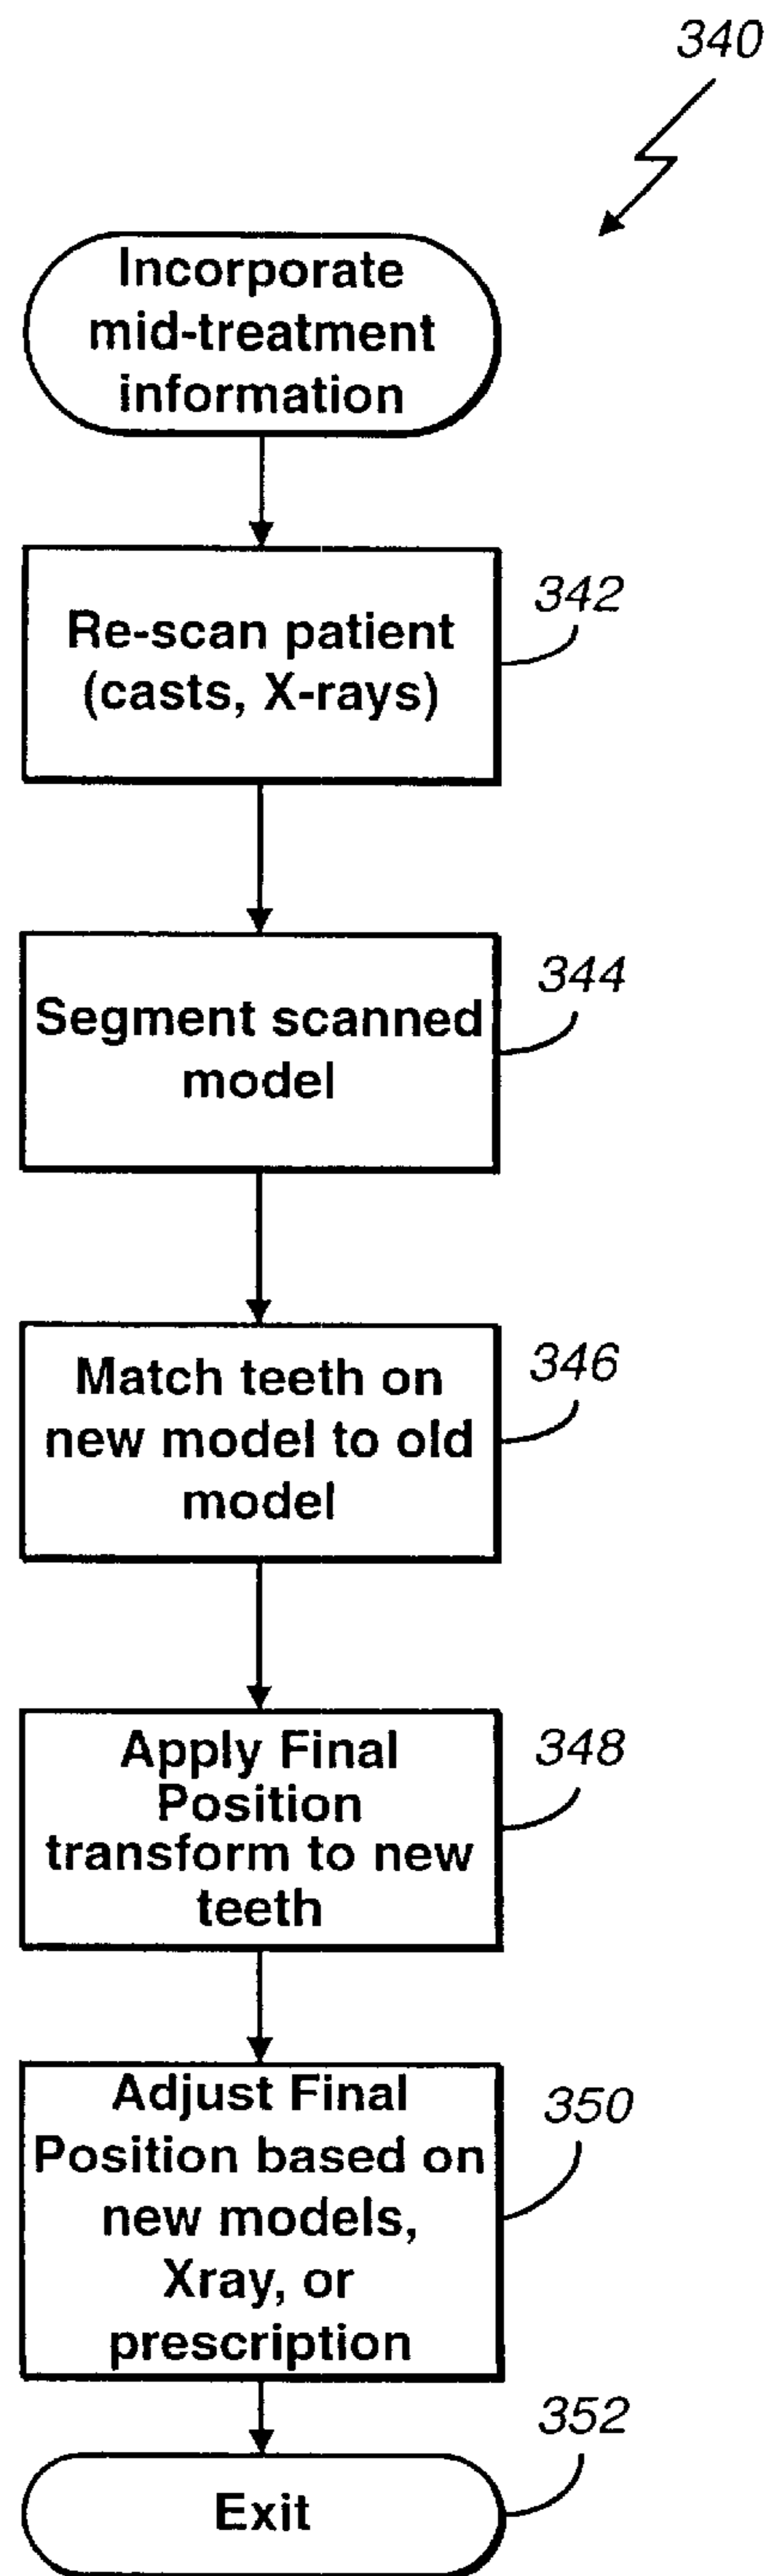 340
Incorporate
mid-treatment
information
342
Re-scan patient
(casts, X-rays)
344
Segment scanned
model
346
Match teeth on
new model to old
model
348
Apply Final
Position
transform to new
teeth
350
Adjust Final
Position based on
new models,
Xray, or
prescription
352
Exit